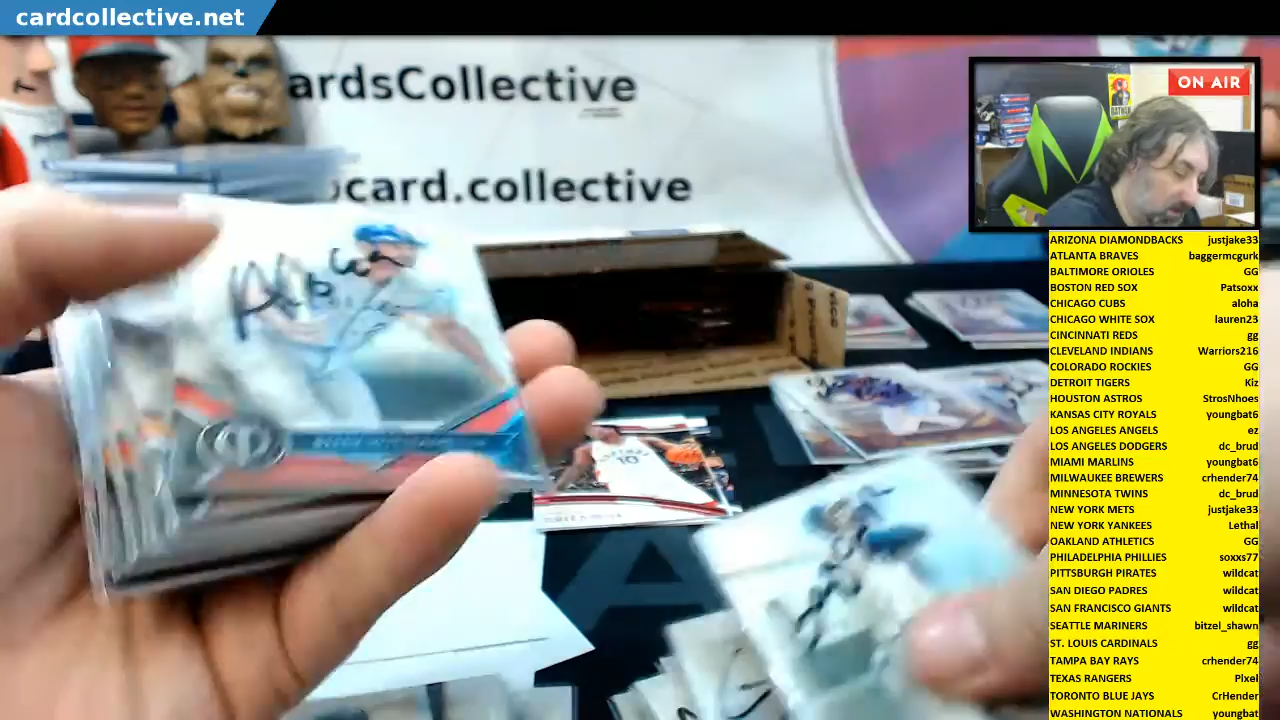 cardcollective.net
ardsCollective
card.collective
ON AIR
10
ARIZONA DIAMONDBACKS justjake33
ATLANTA BRAVES baggermcgurk
BALTIMORE ORIOLES GG
BOSTON RED SOX Patsoxx
CHICAGO CUBS aloha
CHICAGO WHITE SOX lauren23
CINCINNATI REDS gg
CLEVELAND INDIANS Warriors216
COLORADO ROCKIES GG
DETROIT TIGERS Kiz
HOUSTON ASTROS StrosNhoes
KANSAS CITY ROYALS youngbat6
LOS ANGELES ANGELS ez
LOS ANGELES DODGERS dc_brud
MIAMI MARLINS youngbat6
MILWAUKEE BREWERS crhender74
MINNESOTA TWINS dc_brud
NEW YORK METS justjake33
NEW YORK YANKEES Lethal
OAKLAND ATHLETICS GG
PHILADELPHIA PHILLIES soxxs77
PITTSBURGH PIRATES wildcat
SAN DIEGO PADRES wildcat
SAN FRANCISCO GIANTS wildcat
SEATTLE MARINERS bitzel_shawn
ST. LOUIS CARDINALS gg
TAMPA BAY RAYS crhender74
TEXAS RANGERS Pixel
TORONTO BLUE JAYS CrHender
WASHINGTON NATIONALS youngbat